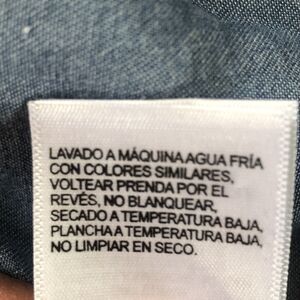 LAVADO A MÁQUINA AGUA FRÍA
CON COLORES SIMILARES,
VOLTEAR PRENDA POR EL
REVÉS, NO BLANQUEAR,
SECADO A TEMPERATURA BAJA,
PLANCHA A TEMPERATURA BAJA,
NO LIMPIAR EN SECO.